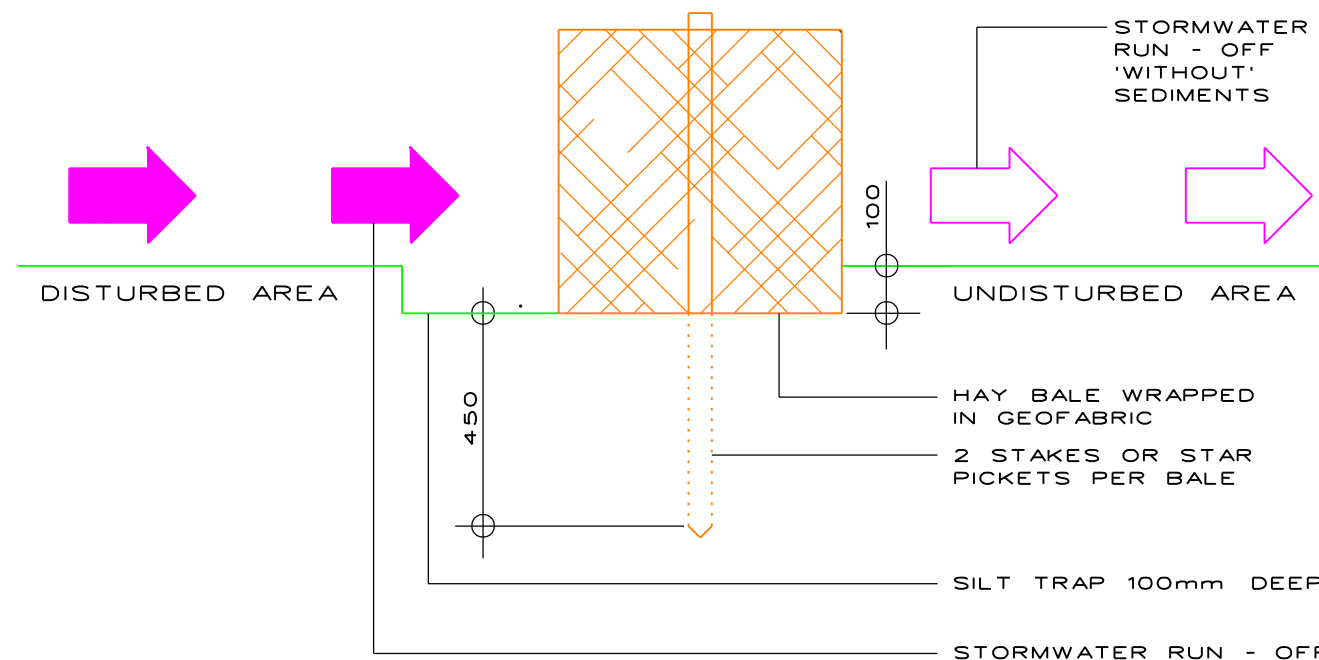 STORMWATER
RUN - OFF
'WITHOUT'
SEDIMENTS
100
DISTURBED AREA
UNDISTURBED AREA
450
HAY BALE WRAPPED
IN GEOFABRIC
2 STAKES OR STAR
PICKETS PER BALE
SILT TRAP 100mm DEEP
STORMWATER RUN - OFF